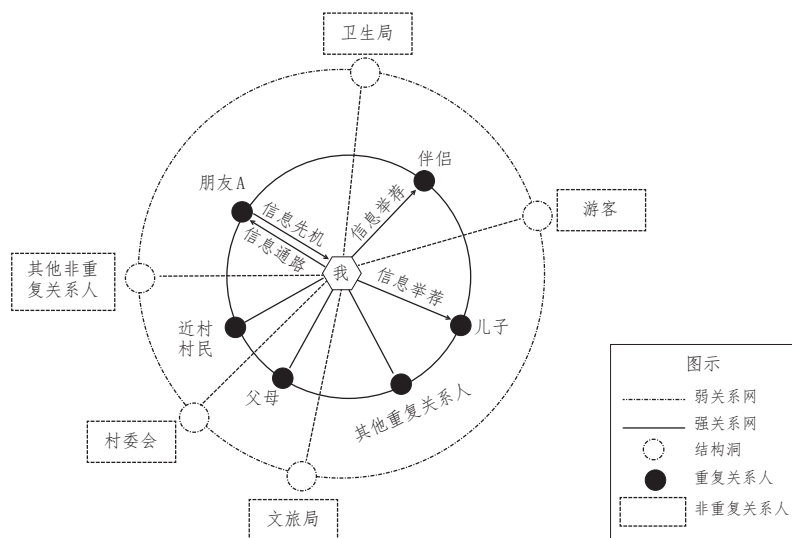 卫生局
伴侣
朋友A
信息举荐
信息先机
游客
信息通路
我
其他非重
复关系人
信息举荐
近村
村民
儿子
父母
其他重复关系人
村委会
文旅局
图示
弱关系网
强关系网
结构洞
重复关系人
非重复关系人